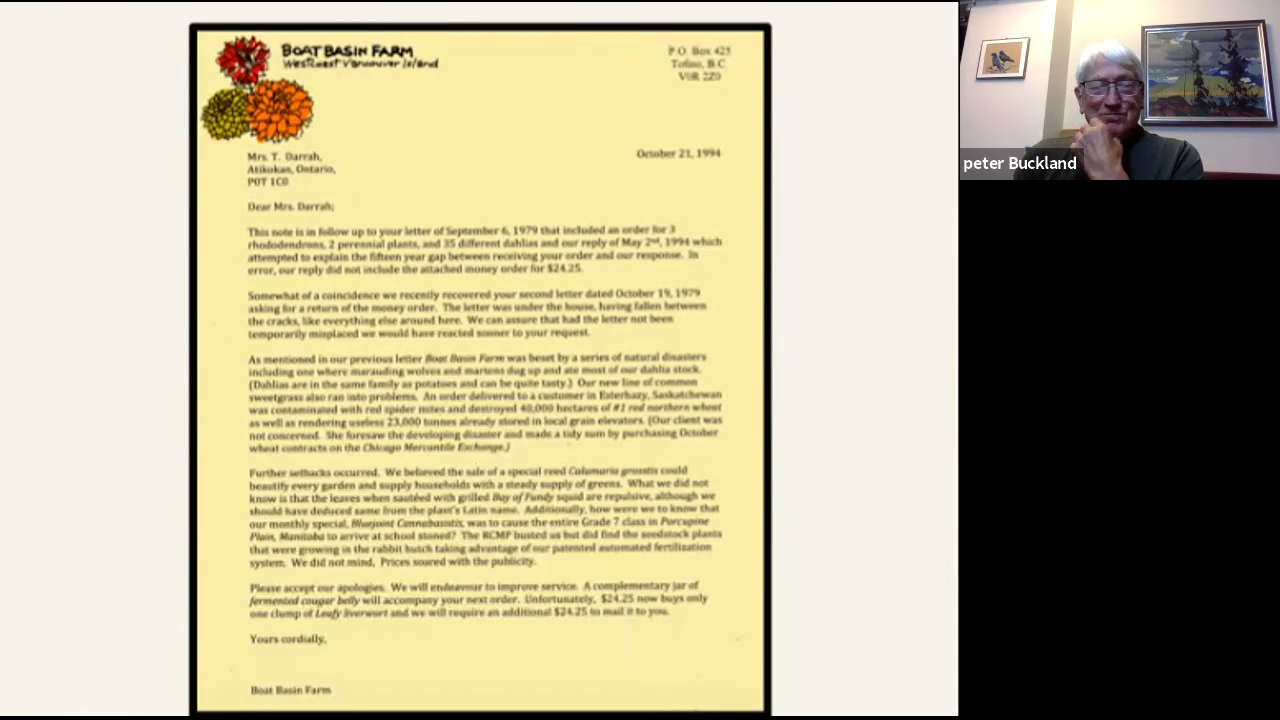 BOAT BASIN FARM
West Coast Vancouver Island
P O. Box 425
Tofino, B.C
V0R 2Z0
October 21, 1994
Mrs. T. Darrah,
Atikokan, Ontario,
P0T 1C0
Dear Mrs. Darrah;
This note is in follow up to your letter of September 6, 1979 that included an order for 3
rhododendrons, 2 perennial plants, and 35 different dahlias and our reply of May 2nd, 1994 which
attempted to explain the fifteen year gap between receiving your order and our response. In
error, our reply did not include the attached money order for $24.25.
Somewhat of a coincidence we recently recovered your second letter dated October 19, 1979
asking for a return of the money order. The letter was under the house, having fallen between
the cracks, like everything else around here. We can assure that had the letter not been
temporarily misplaced we would have reacted sooner to your request.
As mentioned in our previous letter Boat Basin Farm was beset by a series of natural disasters
including one where marauding wolves and martens dug up and ate most of our dahlia stock.
(Dahlias are in the same family as potatoes and can be quite tasty.) Our new line of common
sweetgrass also ran into problems. An order delivered to a customer in Esterhazy, Saskatchewan
was contaminated with red spider mites and destroyed 40,000 hectares of #1 red northern wheat
as well as rendering useless 23,000 tonnes already stored in local grain elevators. (Our client was
not concerned. She foresaw the developing disaster and made a tidy sum by purchasing October
wheat contracts on the Chicago Mercantile Exchange.)
Further setbacks occurred. We believed the sale of a special reed Calamaria grosstis could
beautify every garden and supply households with a steady supply of greens. What we did not
know is that the leaves when sautéed with grilled Bay of Fundy squid are repulsive, although we
should have deduced same from the plant's Latin name. Additionally, how were we to know that
our monthly special, Bluejoint Cannabusistis, was to cause the entire Grade 7 class in Porcupine
Plain, Manitoba to arrive at school stoned? The RCMP busted us but did find the seedstock plants
that were growing in the rabbit hutch taking advantage of our patented automated fertilization
system. We did not mind, Prices soared with the publicity.
Please accept our apologies. We will endeavour to improve service. A complementary jar of
fermented cougar belly will accompany your next order. Unfortunately, $24.25 now buys only
one clump of Leafy liverwort and we will require an additional $24.25 to mail it to you.
Yours cordially,
Boat Basin Farm
peter Buckland